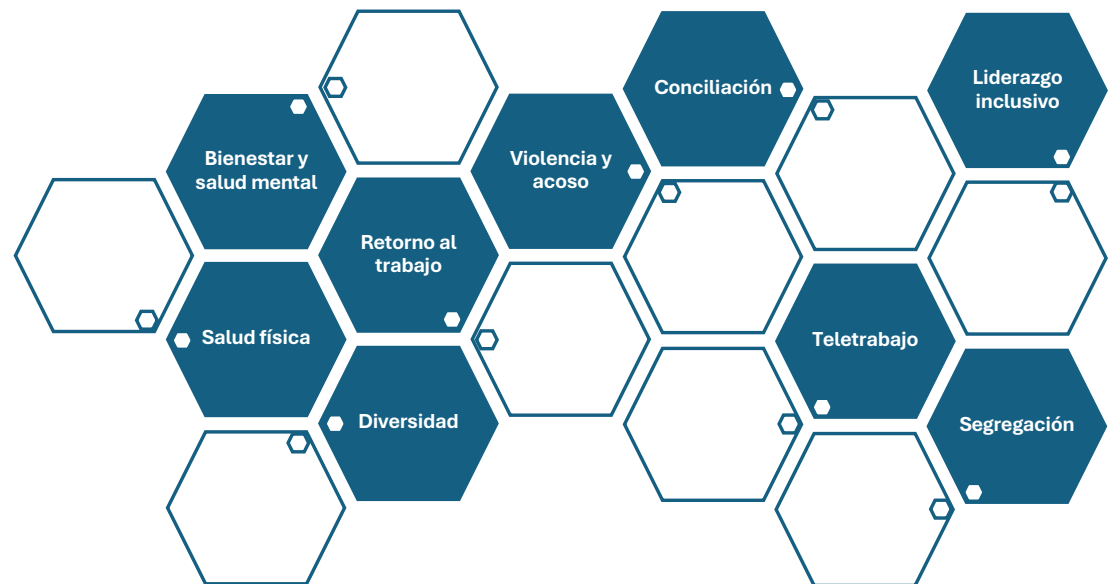 Conciliación
Liderazgo
inclusivo
Bienestar y
salud mental
Violencia y
acoso
Retorno al
trabajo
Salud física
Teletrabajo
Diversidad
Segregación